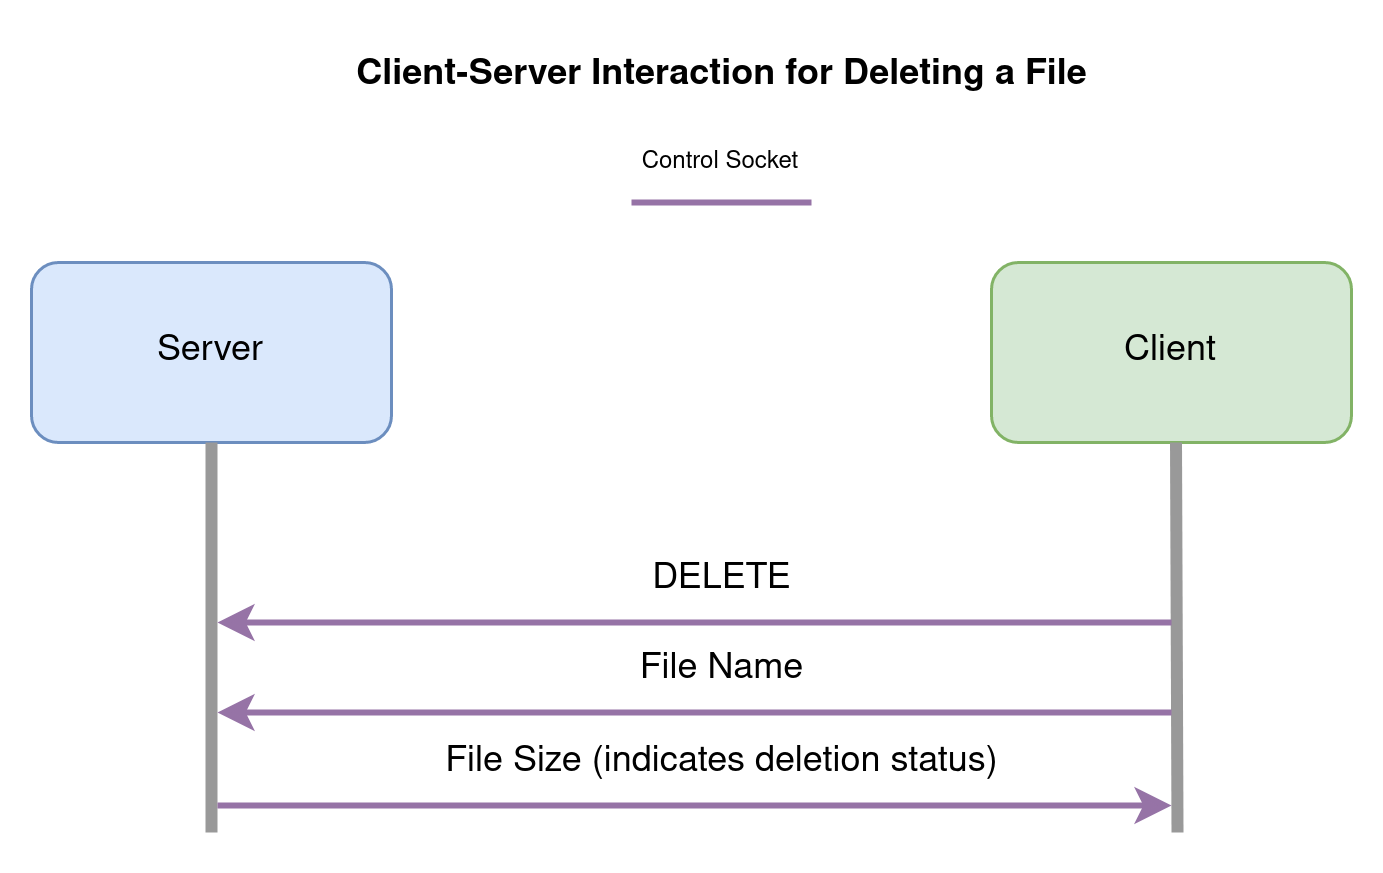 Client-Server Interaction for Deleting a File
Control Socket
Server
Client
DELETE
File Name
File Size (indicates deletion status)